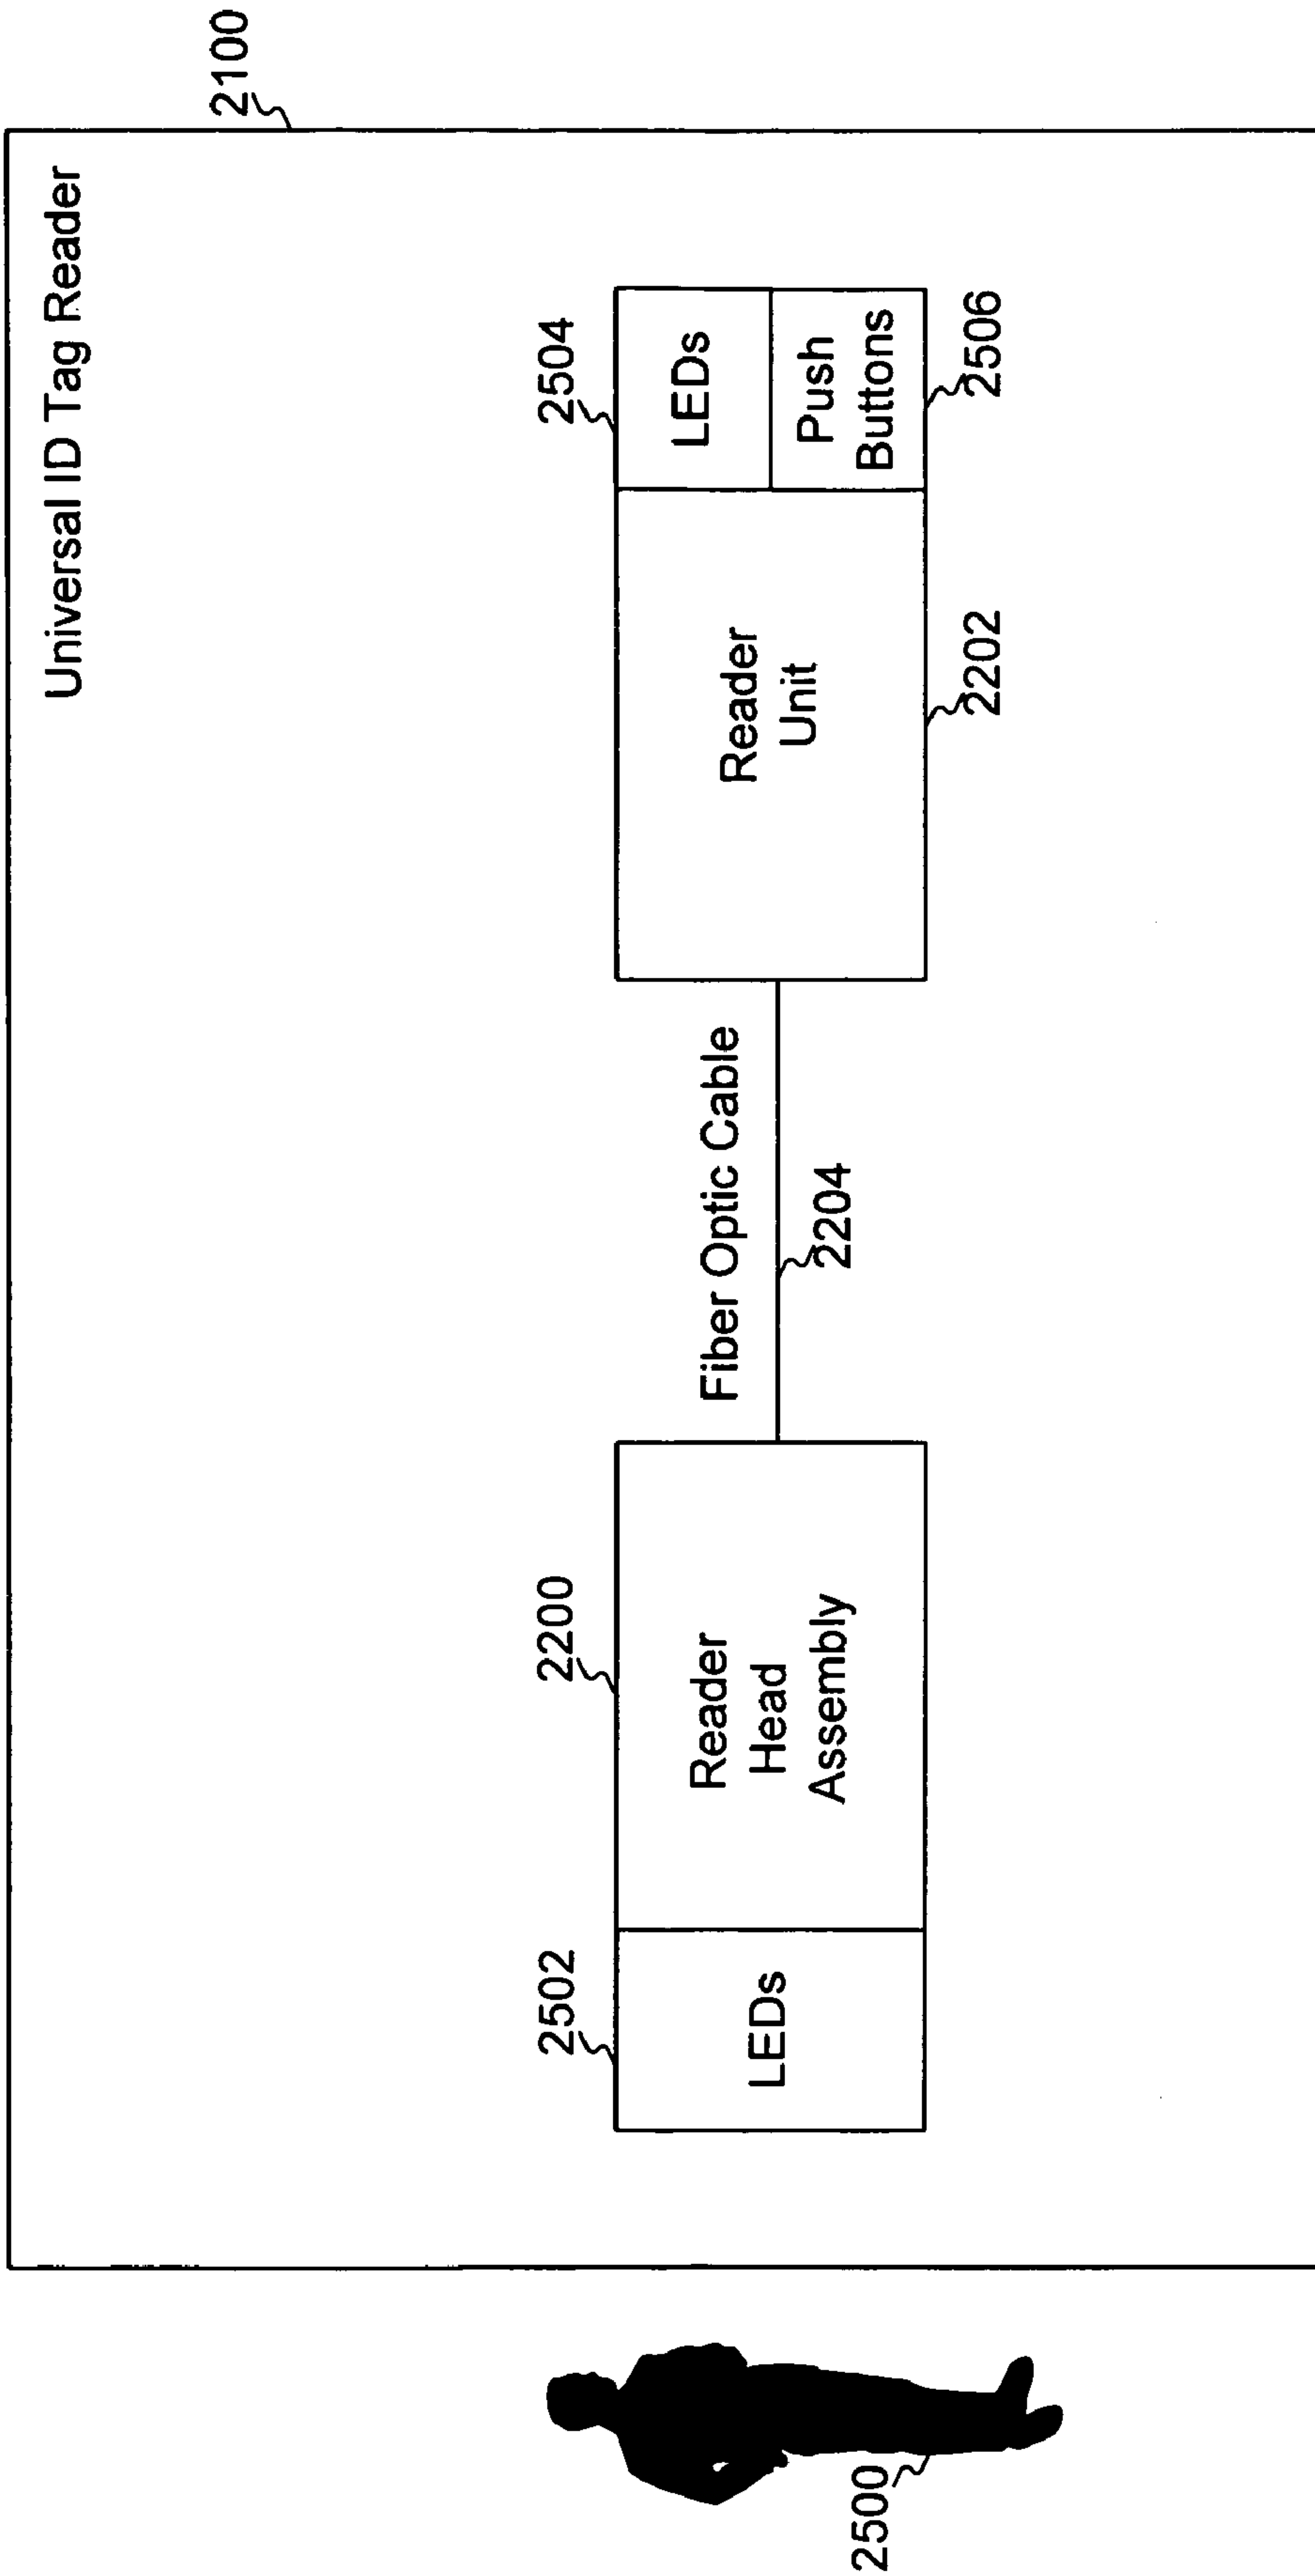 Universal ID Tag Reader
2100
2502
2200
2504
LEDs
Reader
Head
Assembly
Fiber Optic Cable
2204
Reader
Unit
LEDs
Push
Buttons
2202
2506
2500